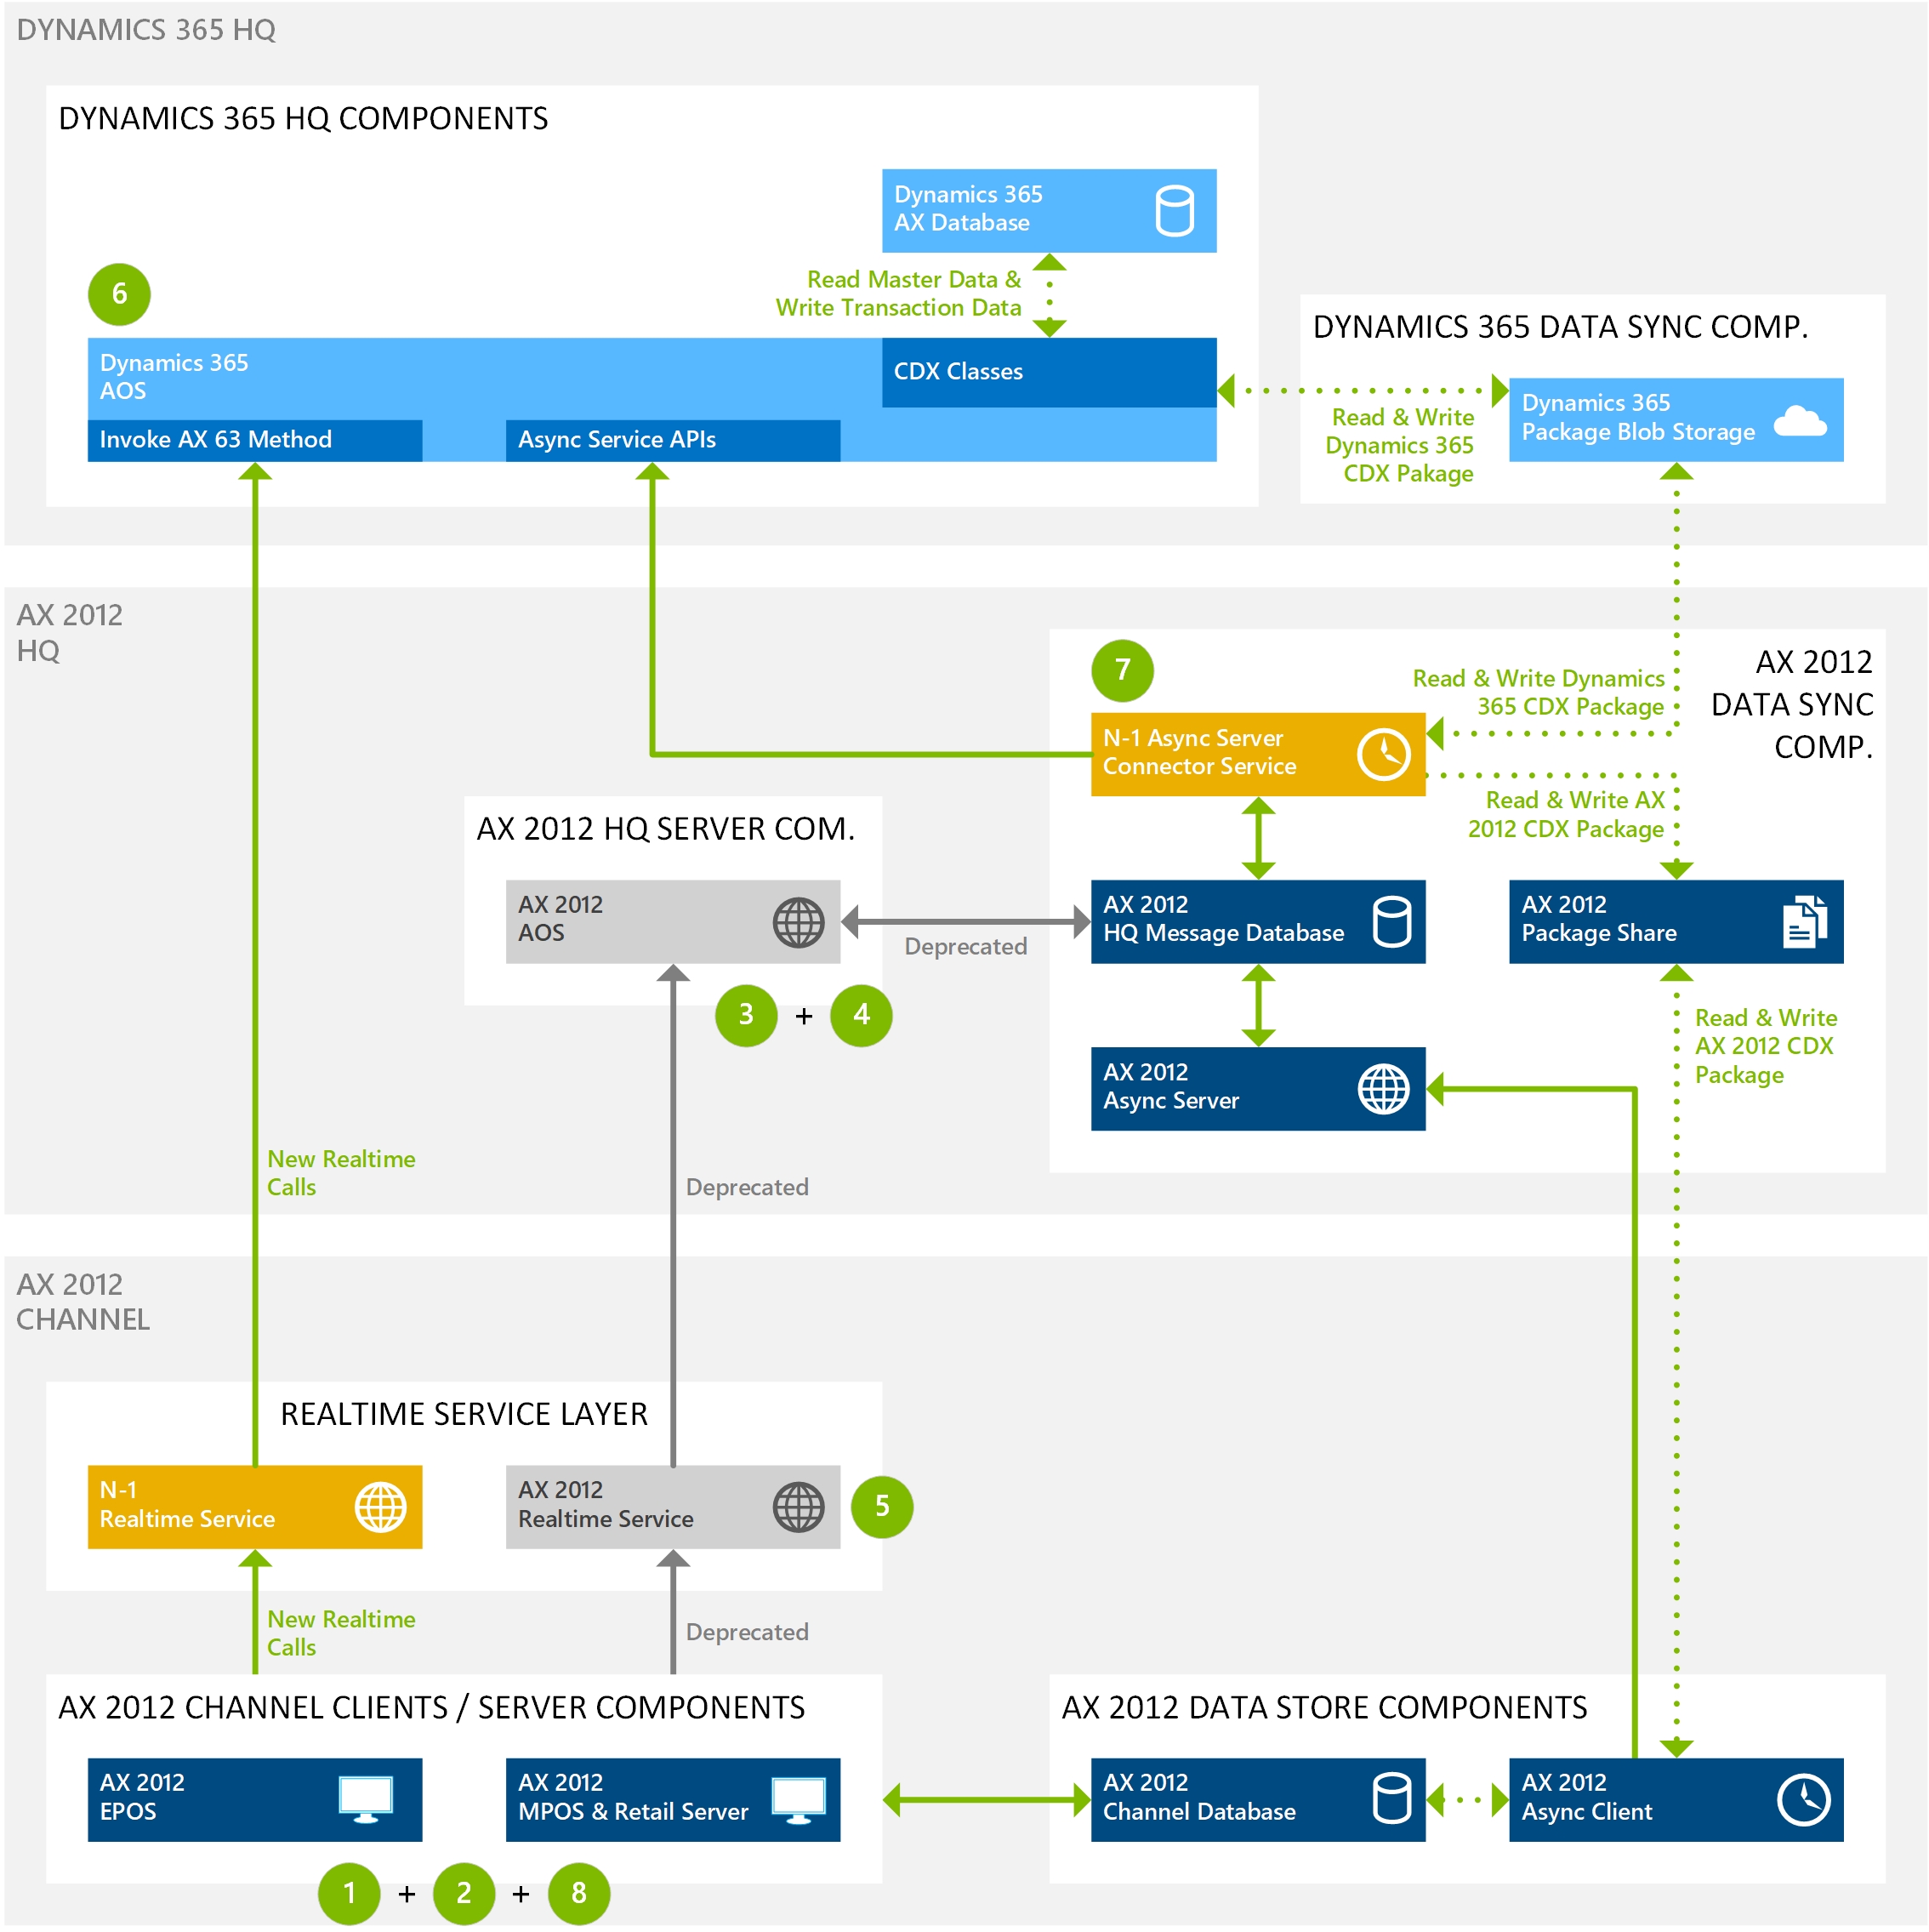 DYNAMICS 365 HQ
DYNAMICS 365 HQ COMPONENTS
Dynamics 365
AX Database
Read Master Data &
Write Transaction Data
6
Dynamics 365
AOS
CDX Classes
Invoke AX 63 Method
Async Service APIs
DYNAMICS 365 DATA SYNC COMP.
Dynamics 365
Package Blob Storage
Read & Write
Dynamics 365
CDX Pakage
AX 2012
HQ
7
AX 2012
DATA SYNC
COMP.
Read & Write Dynamics
365 CDX Package
N-1 Async Server
Connector Service
Read & Write AX
2012 CDX Package
AX 2012 HQ SERVER COM.
AX 2012
AOS
Deprecated
AX 2012
HQ Message Database
AX 2012
Package Share
3 + 4
Read & Write
AX 2012 CDX
Package
AX 2012
Async Server
New Realtime
Calls
Deprecated
AX 2012
CHANNEL
REALTIME SERVICE LAYER
N-1
Realtime Service
AX 2012
Realtime Service
5
New Realtime
Calls
Deprecated
AX 2012 CHANNEL CLIENTS / SERVER COMPONENTS
AX 2012
EPOS
AX 2012
MPOS & Retail Server
1 + 2 + 8
AX 2012 DATA STORE COMPONENTS
AX 2012
Channel Database
AX 2012
Async Client